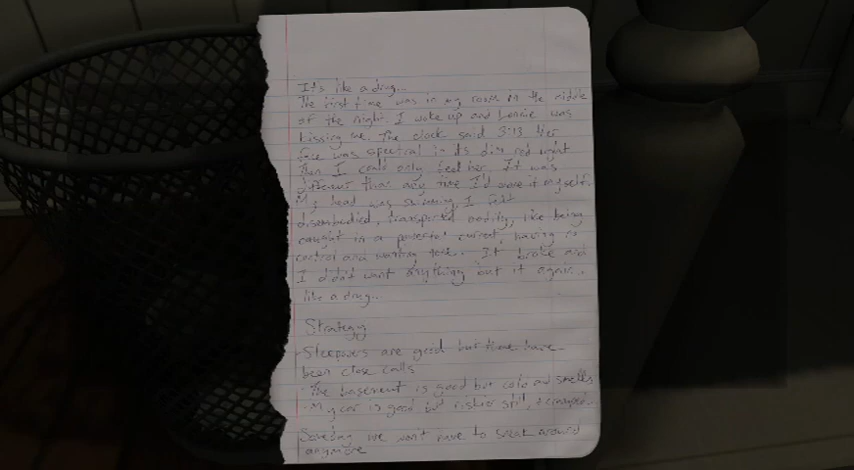 It's like a drug...
The first time was in my room in the middle
of the night. I woke up and Lonnie was
kissing me. The clock said 3:13 Her
face was spectral in its dim red light
Then I could only feel her. It was
different than any time I'd done it myself.
My head was swimming, I felt
disembodied, transported bodily, like being
caught in a powerful current, having no
control and wanting none. It broke and
I didn't want anything but it again...
like a drug..
Strategy
- Sleepovers are good but there have
been close calls
- The basement is good but cold and smells
- My car is good but riskier still, + cramped.
Someday we won't have to sneak around
anymore